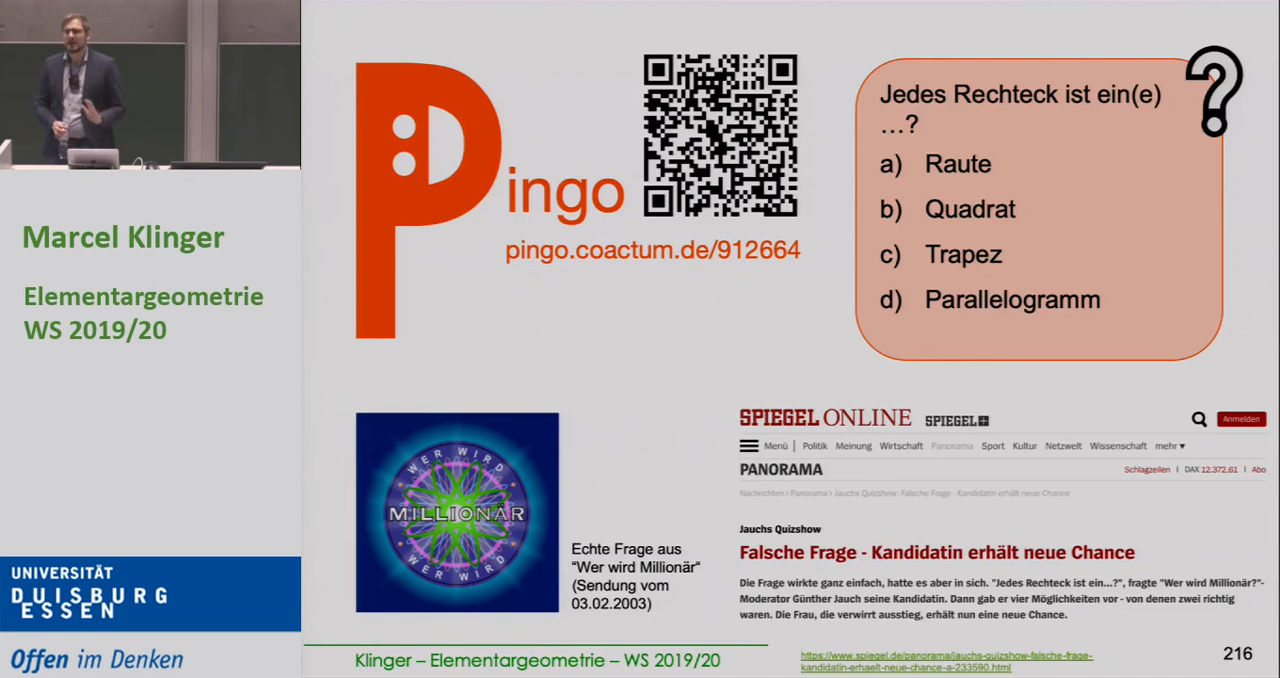 Marcel Klinger
Elementargeometrie
WS 2019/20
UNIVERSITÄT
DUISBURG
ESSEN
Offen im Denken
Pingo
pingo.coactum.de/912664
Jedes Rechteck ist ein(e)
…?
a) Raute
b) Quadrat
c) Trapez
d) Parallelogramm
WER WIRD
MILLIONÄR
WER WIRD
Echte Frage aus
“Wer wird Millionär“
(Sendung vom
03.02.2003)
SPIEGEL ONLINE SPIEGEL+ Anmelden
Menü | Politik Meinung Wirtschaft Panorama Sport Kultur Netzwelt Wissenschaft mehr ▾
PANORAMA Schlagzeilen | DAX 12.372,61 | Abo
Nachrichten > Panorama > Jauchs Quizshow: Falsche Frage - Kandidatin erhält neue Chance
Jauchs Quizshow
Falsche Frage - Kandidatin erhält neue Chance
Die Frage wirkte ganz einfach, hatte es aber in sich. "Jedes Rechteck ist ein...?", fragte "Wer wird Millionär?"-
Moderator Günther Jauch seine Kandidatin. Dann gab er vier Möglichkeiten vor - von denen zwei richtig
waren. Die Frau, die verwirrt ausstieg, erhält nun eine neue Chance.
Klinger – Elementargeometrie – WS 2019/20
https://www.spiegel.de/panorama/jauchs-quizshow-falsche-frage-
kandidatin-erhaelt-neue-chance-a-233590.html
216